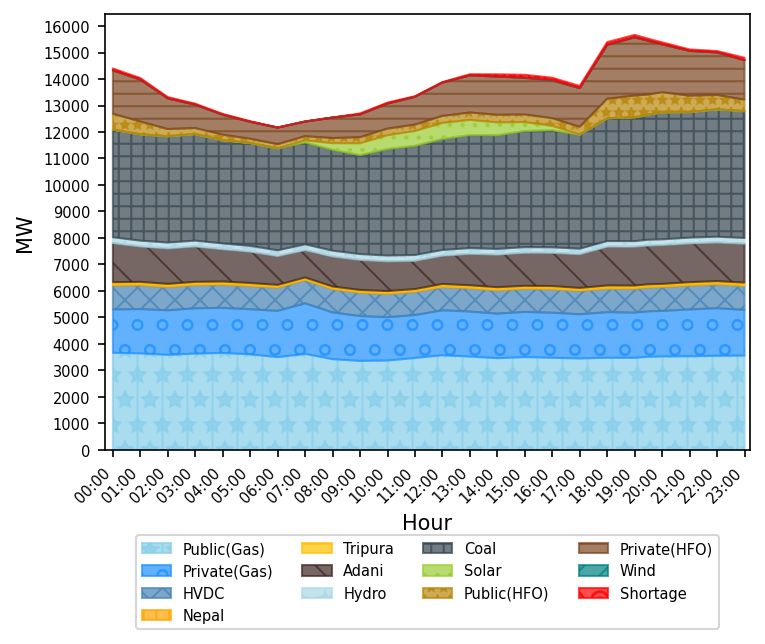 MW
16000
15000
14000
13000
12000
11000
10000
9000
8000
7000
6000
5000
4000
3000
2000
1000
0
00:00 01:00 02:00 03:00 04:00 05:00 06:00 07:00 08:00 09:00 10:00 11:00 12:00 13:00 14:00 15:00 16:00 17:00 18:00 19:00 20:00 21:00 22:00 23:00
Hour
Public(Gas) Tripura Coal Private(HFO)
Private(Gas) Adani Solar Wind
HVDC Hydro Public(HFO) Shortage
Nepal